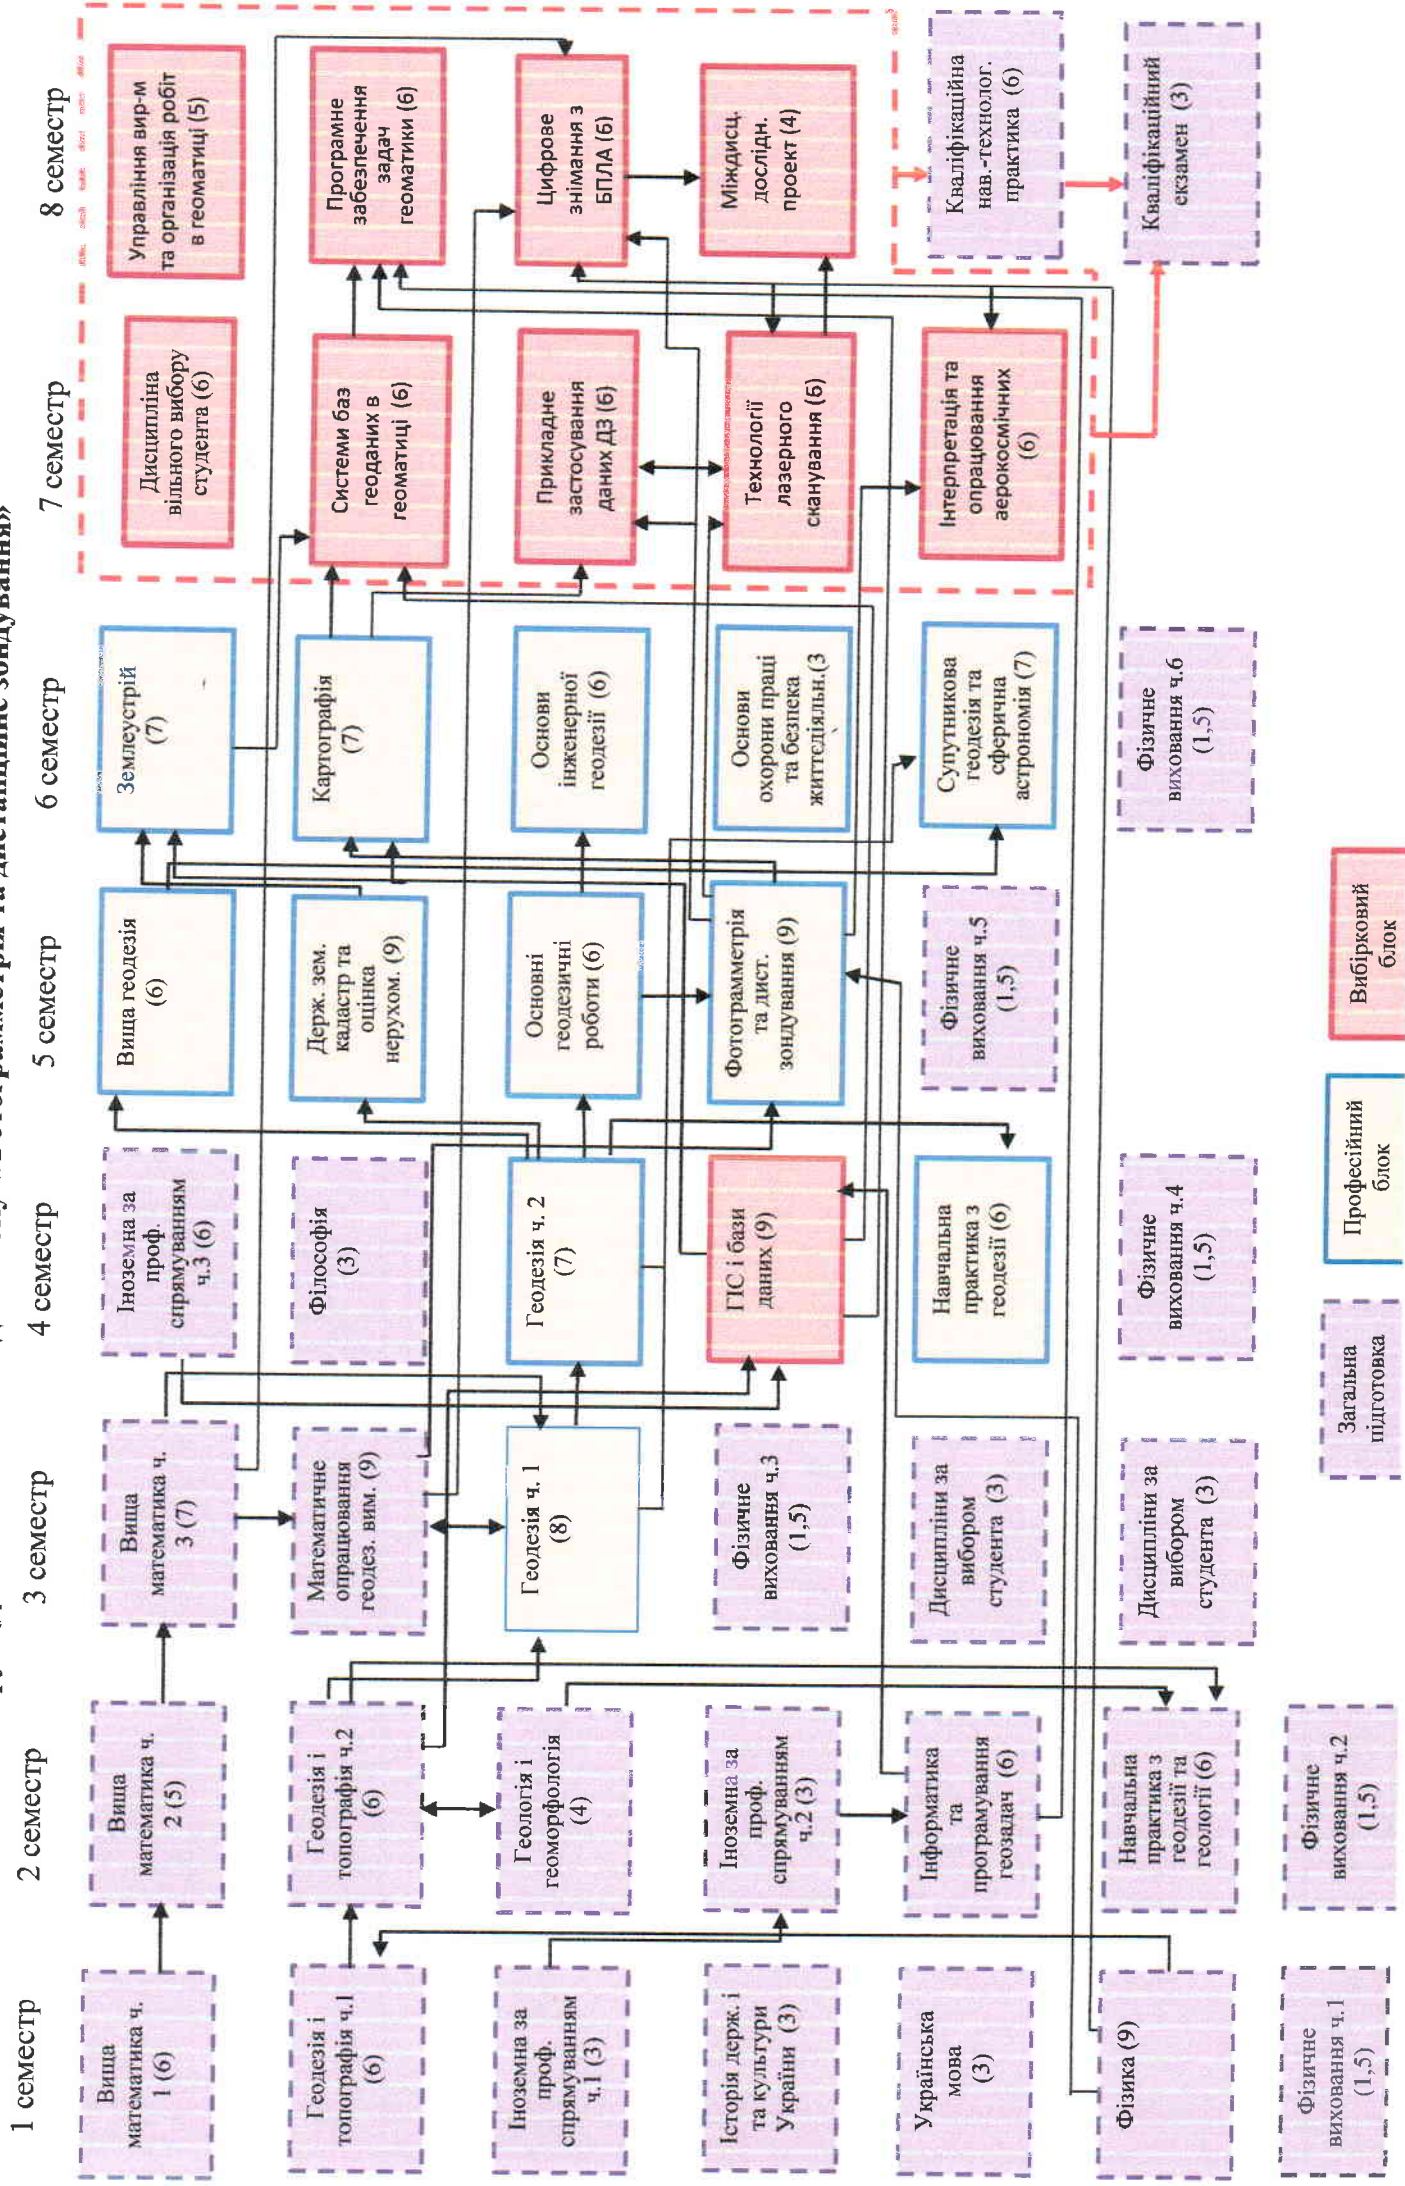 Фотограмметрія та дистанційне зондування»
1 семестр
2 семестр
3 семестр
4 семестр
5 семестр
6 семестр
7 семестр
8 семестр
Вища
математика ч.
1 (6)
Геодезія і
топографія ч.1
(6)
Іноземна за
проф.
спрямуванням
ч.1 (3)
Історія держ. і
та культури
України (3)
Українська
мова
(3)
Фізика (9)
Фізичне
виховання ч.1
(1,5)
Вища
математика ч.
2 (5)
Геодезія і
топографія ч.2
(6)
Геологія і
геоморфологія
(4)
Іноземна за
проф.
спрямуванням
ч.2 (3)
Інформатика
та
програмування
геозадач (6)
Навчальна
практика з
геодезії та
геології (6)
Фізичне
виховання ч.2
(1,5)
Вища
математика ч.
3 (7)
Математичне
опрацювання
геодез. вим. (9)
Геодезія ч. 1
(8)
Фізичне
виховання ч.3
(1,5)
Дисципліни за
вибором
студента (3)
Дисципліни за
вибором
студента (3)
Іноземна за
проф.
спрямуванням
ч.3 (6)
Філософія
(3)
Геодезія ч. 2
(7)
ГІС і бази
даних (9)
Навчальна
практика з
геодезії (6)
Фізичне
виховання ч.4
(1,5)
Вища геодезія
(6)
Держ. зем.
кадастр та
оцінка
нерухом. (9)
Основні
геодезичні
роботи (6)
Фотограмметрія
та дист.
зондування (9)
Фізичне
виховання ч.5
(1,5)
Землеустрій
(7)
Картографія
(7)
Основи
інженерної
геодезії (6)
Основи
охорони праці
та безпека
життєдіяльн.(3
Супутникова
геодезія та
сферична
астрономія (7)
Фізичне
виховання ч.6
(1,5)
Дисципліна
вільного вибору
студента (6)
Системи баз
геоданих в
геоматиці (6)
Прикладне
застосування
даних ДЗ (6)
Технології
лазерного
сканування (6)
Інтерпретація та
опрацювання
аерокосмічних
(6)
Управління вир-м
та організація робіт
в геоматиці (5)
Програмне
забезпечення
задач
геоматики (6)
Цифрове
знімання з
БПЛА (6)
Міждисц.
дослідн.
проект (4)
Кваліфікаційна
нав.-технолог.
практика (6)
Кваліфікаційний
екзамен (3)
Загальна
підготовка
Професійний
блок
Вибірковий
блок